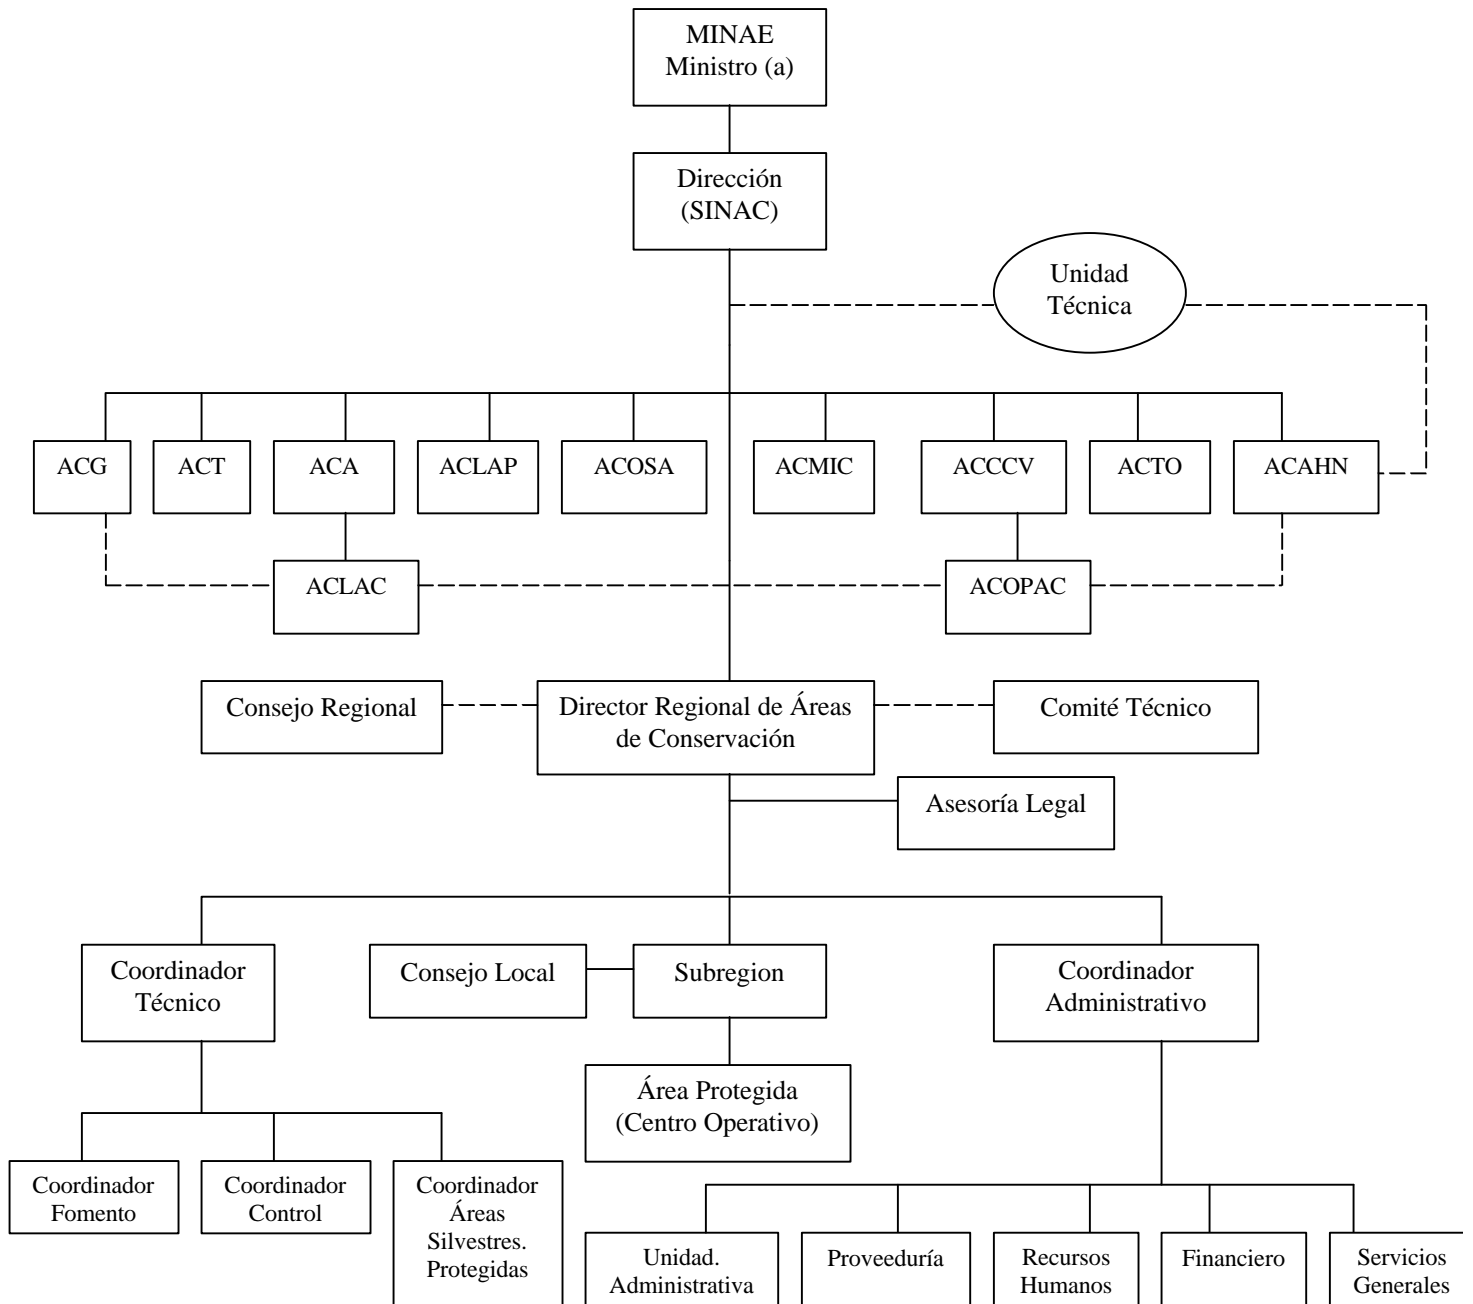 MINAE
Ministro (a)
Dirección
(SINAC)
Unidad
Técnica
ACG
ACT
ACA
ACLAP
ACOSA
ACMIC
ACCCV
ACTO
ACAHN
ACLAC
ACOPAC
Consejo Regional
Director Regional de Áreas
de Conservación
Comité Técnico
Asesoría Legal
Coordinador
Técnico
Consejo Local
Subregion
Coordinador
Administrativo
Área Protegida
(Centro Operativo)
Coordinador
Fomento
Coordinador
Control
Coordinador
Áreas
Silvestres.
Protegidas
Unidad.
Administrativa
Proveeduría
Recursos
Humanos
Financiero
Servicios
Generales